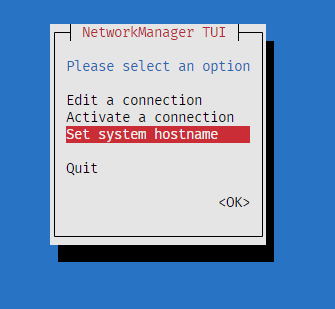 NetworkManager TUI
Please select an option
Edit a connection
Activate a connection
Set system hostname
Quit
<OK>